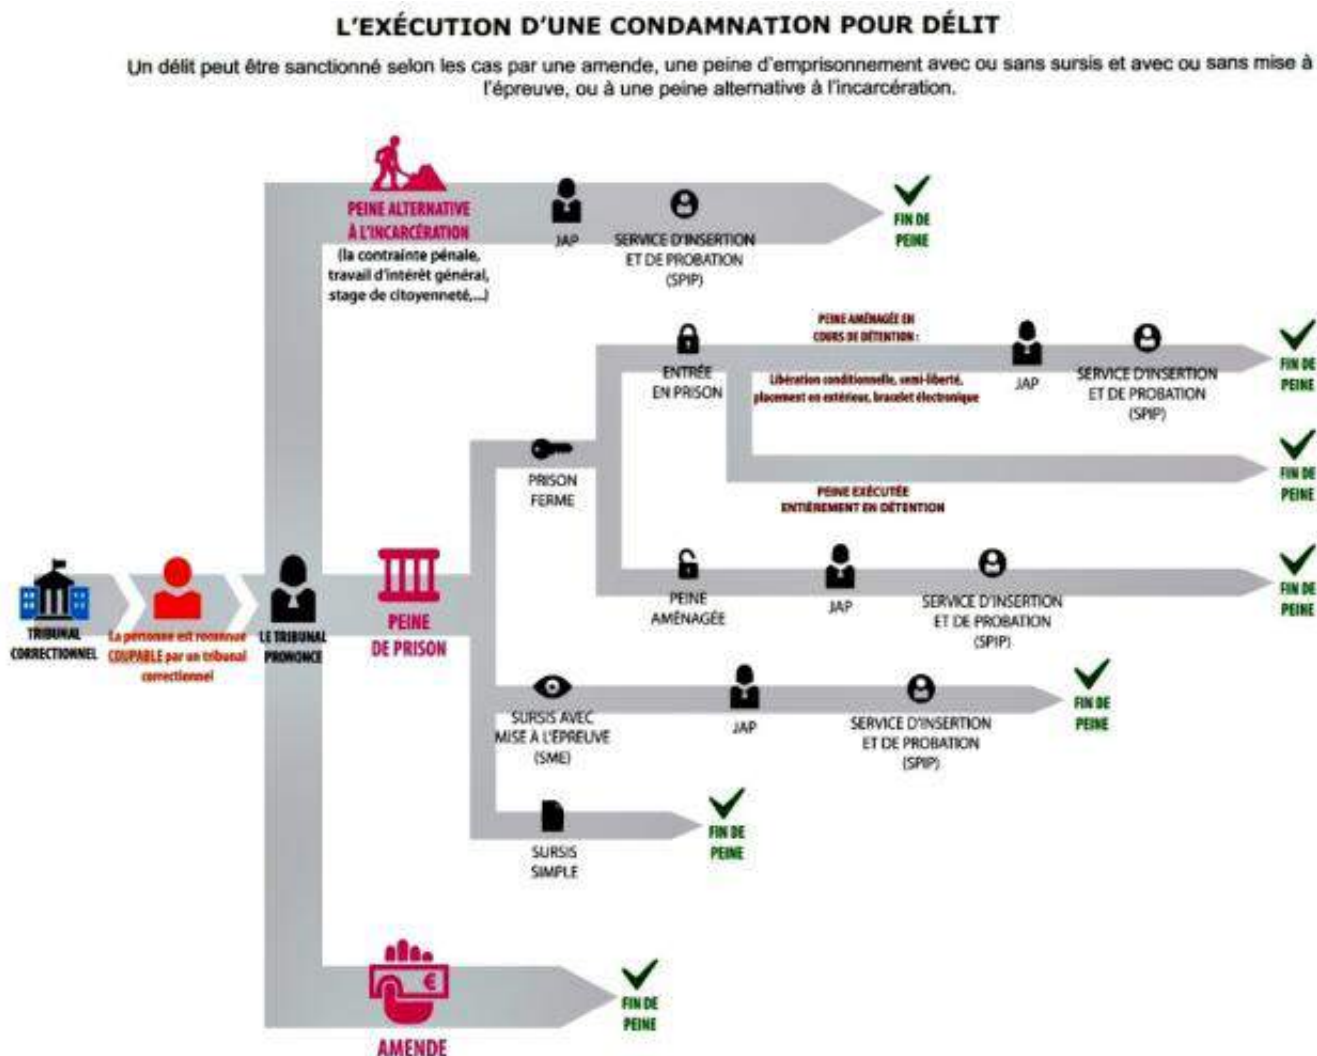 L'EXÉCUTION D'UNE CONDAMNATION POUR DÉLIT
Un délit peut être sanctionné selon les cas par une amende, une peine d'emprisonnement avec ou sans sursis et avec ou sans mise à
l'épreuve, ou à une peine alternative à l'incarcération.
PEINE ALTERNATIVE
À L'INCARCÉRATION
(la contrainte pénale,
travail d'intérêt général,
stage de citoyenneté,...)
JAP
SERVICE D'INSERTION
ET DE PROBATION
(SPIP)
FIN DE
PEINE
ENTRÉE
EN PRISON
PEINE AMÉNAGÉE EN
COURS DE DÉTENTION :
Libération conditionnelle, semi-liberté,
placement en extérieur, bracelet électronique
JAP
SERVICE D'INSERTION
ET DE PROBATION
(SPIP)
FIN DE
PEINE
PRISON
FERME
PEINE EXÉCUTÉE
ENTIÈREMENT EN DÉTENTION
FIN DE
PEINE
TRIBUNAL
CORRECTIONNEL
La personne est reconnue
COUPABLE par un tribunal
correctionnel
LE TRIBUNAL
PRONONCE
PEINE
DE PRISON
PEINE
AMÉNAGÉE
JAP
SERVICE D'INSERTION
ET DE PROBATION
(SPIP)
FIN DE
PEINE
SURSIS AVEC
MISE A L'ÉPREUVE
(SME)
JAP
SERVICE D'INSERTION
ET DE PROBATION
(SPIP)
FIN DE
PEINE
SURSIS
SIMPLE
FIN DE
PEINE
€
AMENDE
FIN DE
PEINE